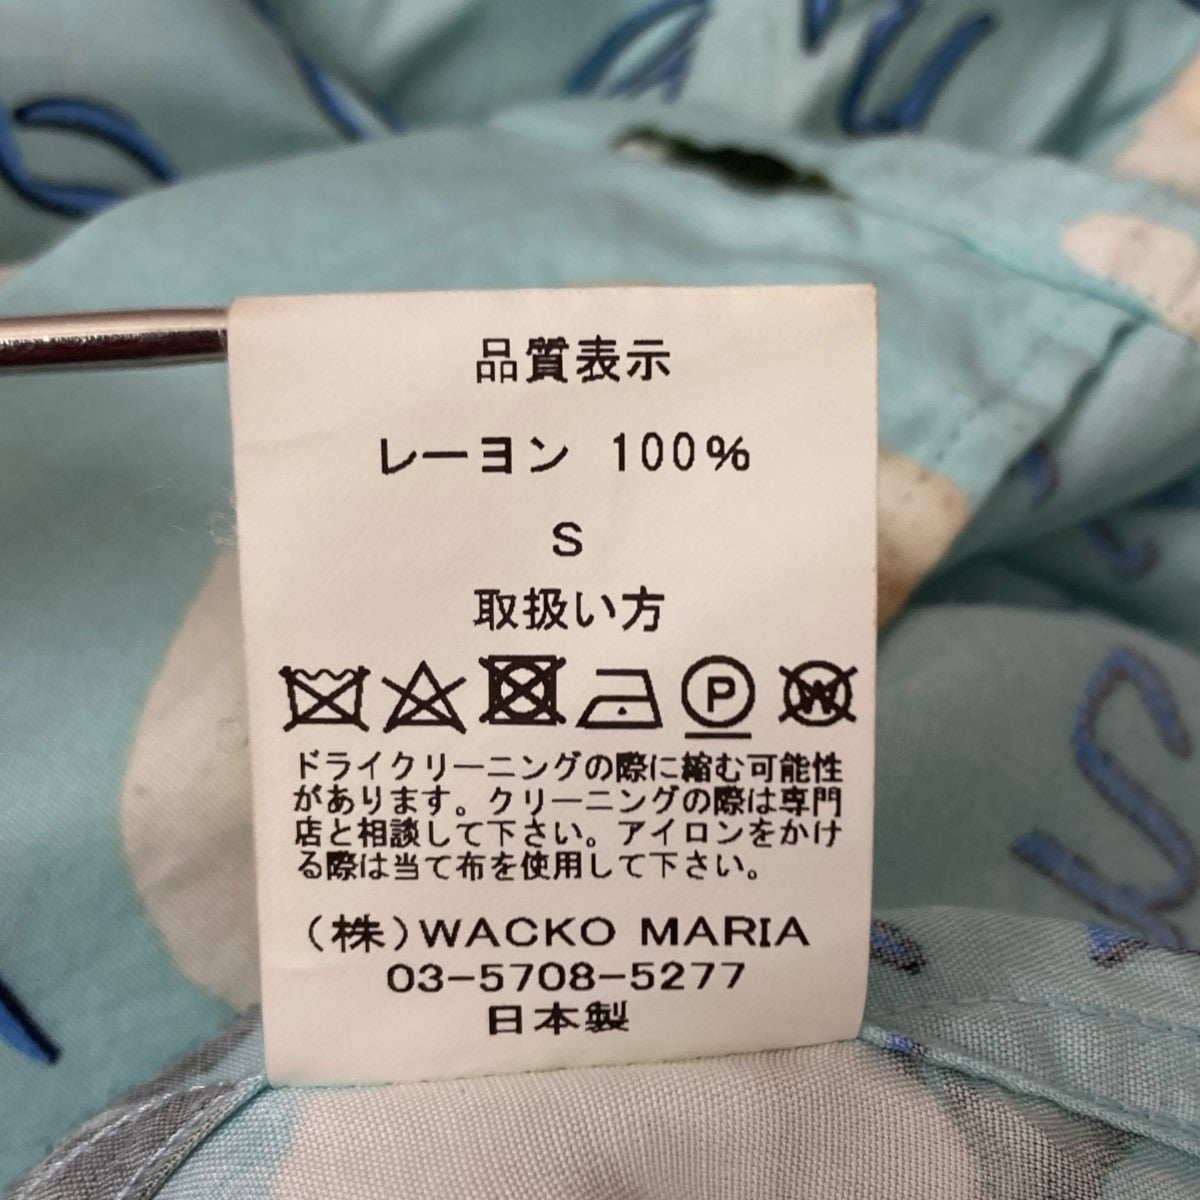 品質表示
レーヨン 100%
S
取扱い方
P W
ドライクリーニングの際に縮む可能性
があります。クリーニングの際は専門
店と相談して下さい。アイロンをかけ
る際は当て布を使用して下さい。
(株)WACKO MARIA
03-5708-5277
日本製